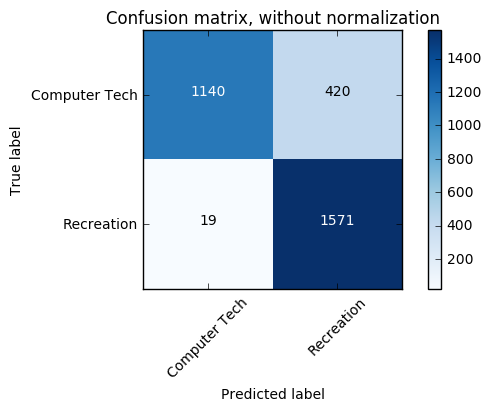 Confusion matrix, without normalization
True label
Computer Tech
1140
420
Recreation
19
1571
Computer Tech
Recreation
Predicted label
1400
1200
1000
800
600
400
200